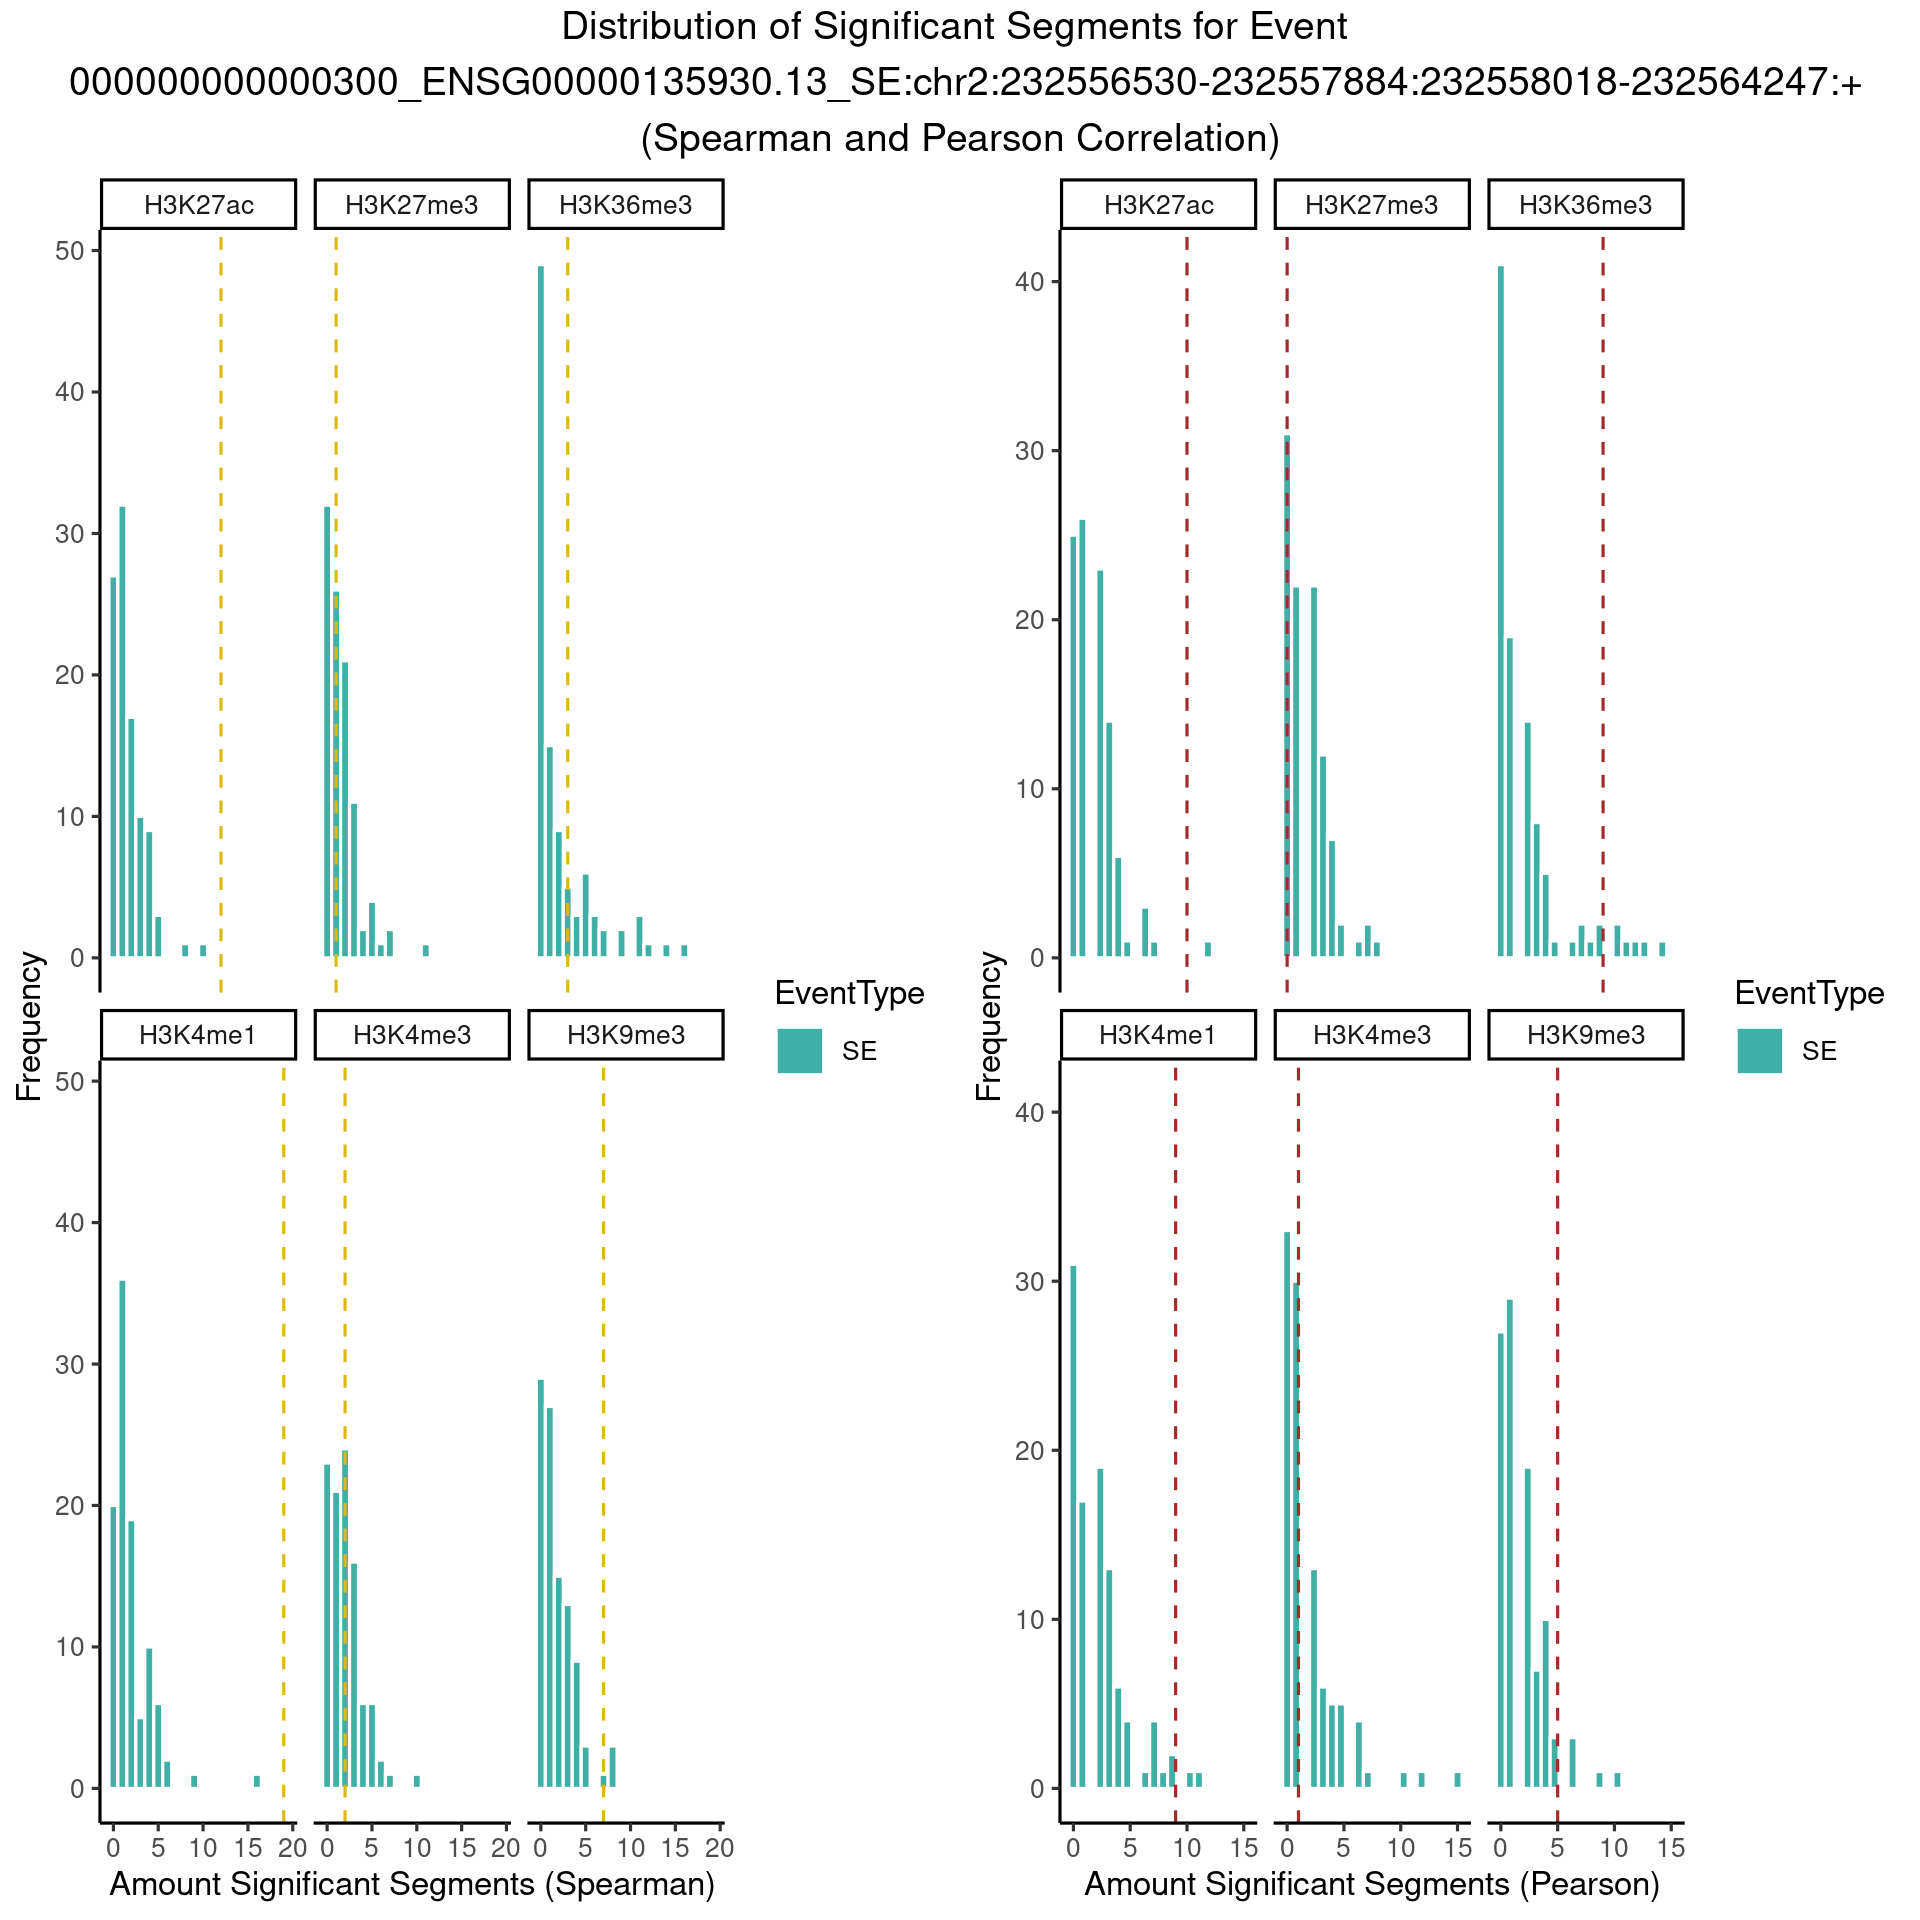 Distribution of Significant Segments for Event
000000000000300_ENSG00000135930.13_SE:chr2:232556530-232557884:232558018-232564247:+
(Spearman and Pearson Correlation)
H3K27ac H3K27me3 H3K36me3
50
40
30
20
10
0
H3K4me1 H3K4me3 H3K9me3
50
40
30
20
10
0
0 5 10 15 20 0 5 10 15 20 0 5 10 15 20
Amount Significant Segments (Spearman)
Frequency
EventType
SE
H3K27ac H3K27me3 H3K36me3
40
30
20
10
0
H3K4me1 H3K4me3 H3K9me3
40
30
20
10
0
0 5 10 15 0 5 10 15 0 5 10 15
Amount Significant Segments (Pearson)
Frequency
EventType
SE